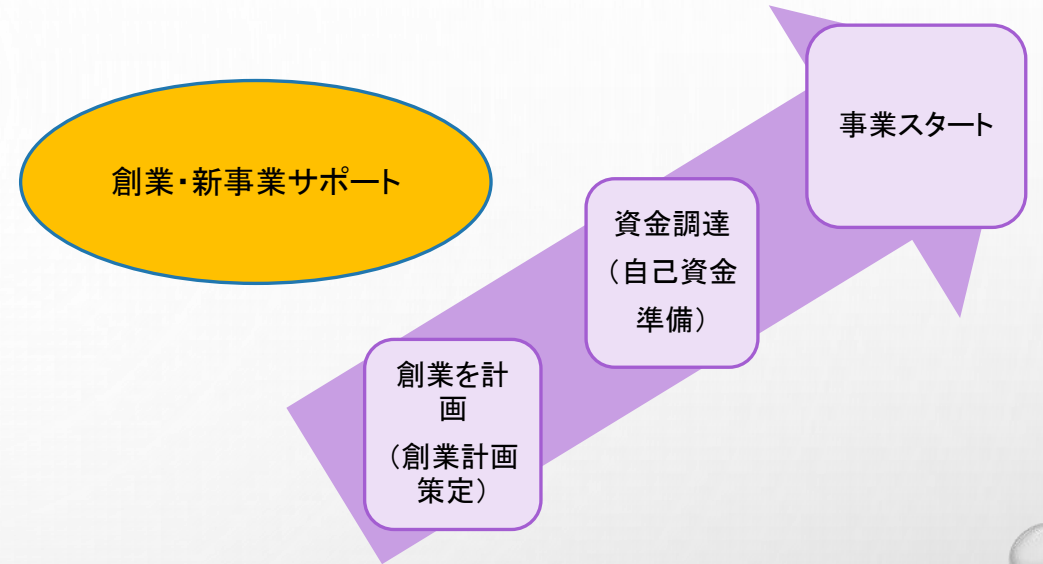 創業・新事業サポート
事業スタート
資金調達
（自己資金
準備）
創業を計
画
（創業計画
策定）